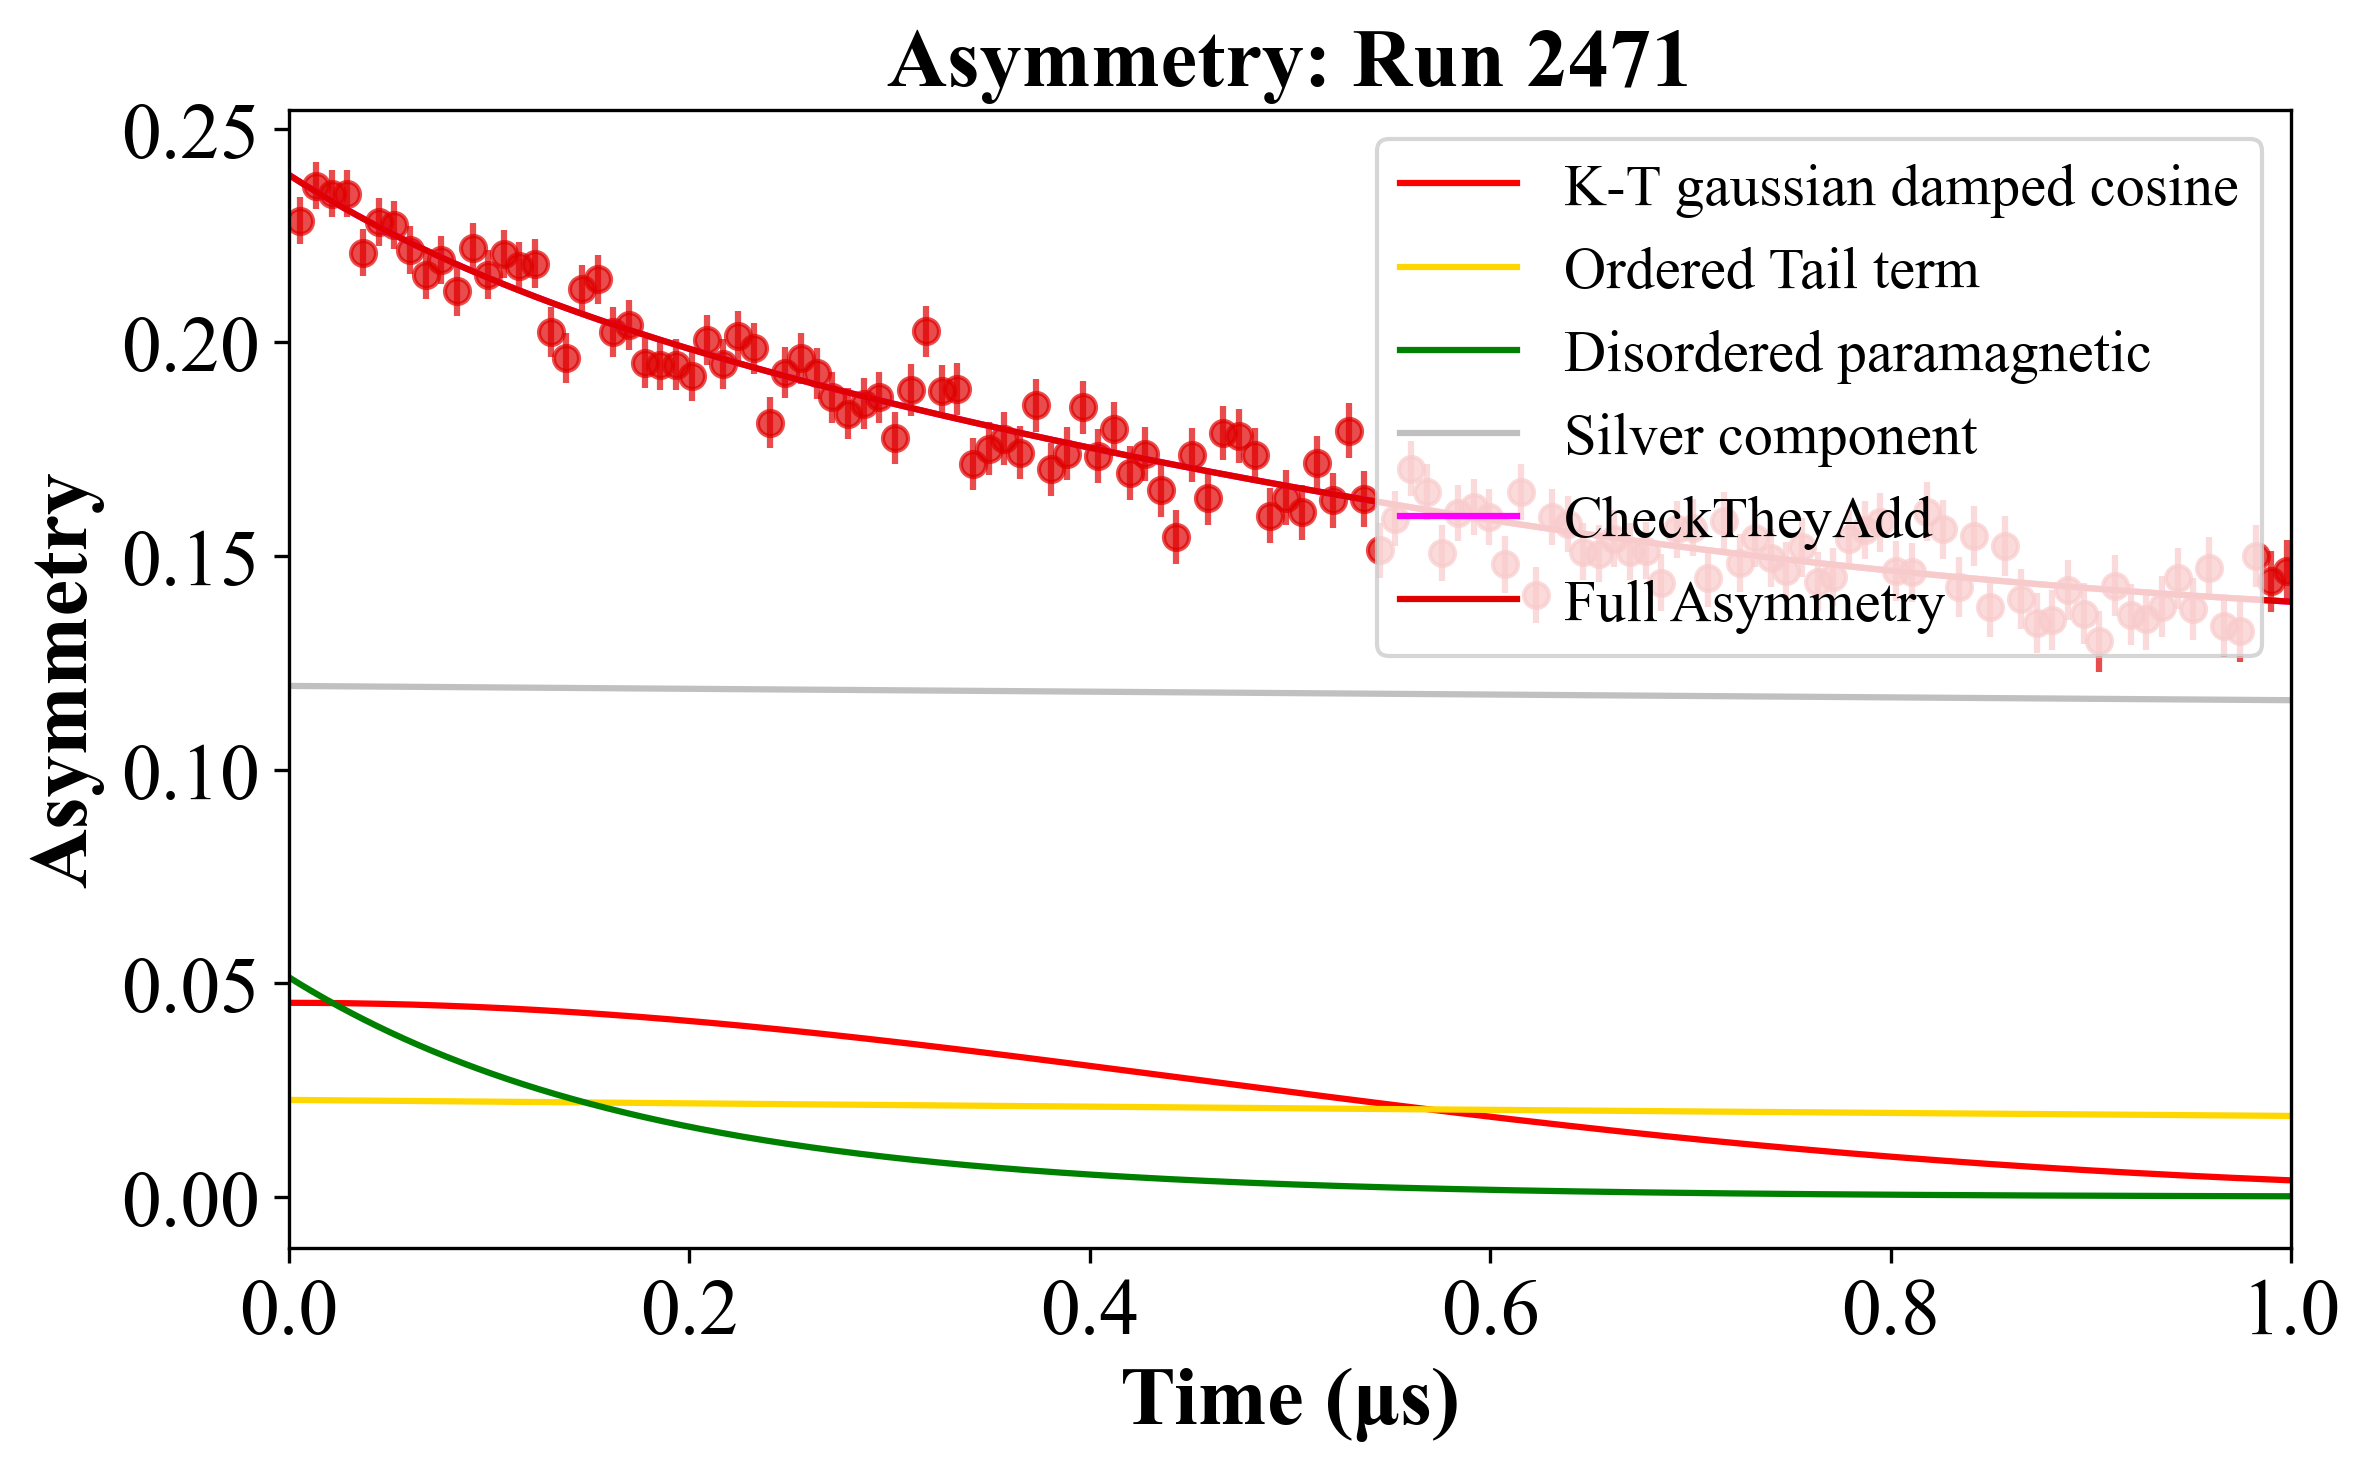 Asymmetry: Run 2471
0.25
0.20
0.15
0.10
0.05
0.00
Asymmetry
K-T gaussian damped cosine
Ordered Tail term
Disordered paramagnetic
Silver component
CheckTheyAdd
Full Asymmetry
0.0 0.2 0.4 0.6 0.8 1.0
Time (μs)